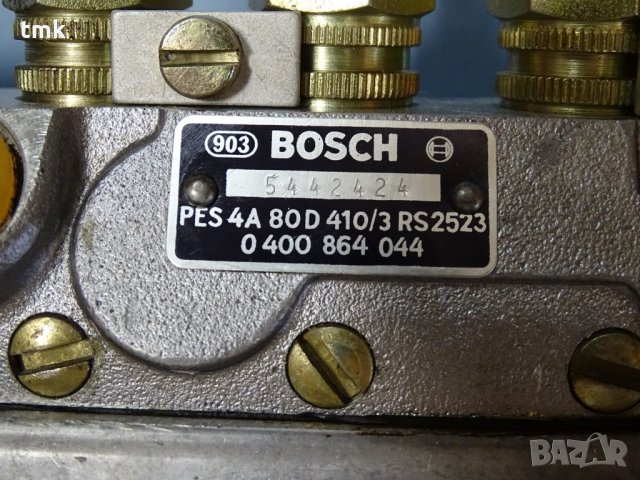 tmk.
903 BOSCH
5442424
PES 4A 80D 410/3 RS2523
0 400 864 044
BAZAR